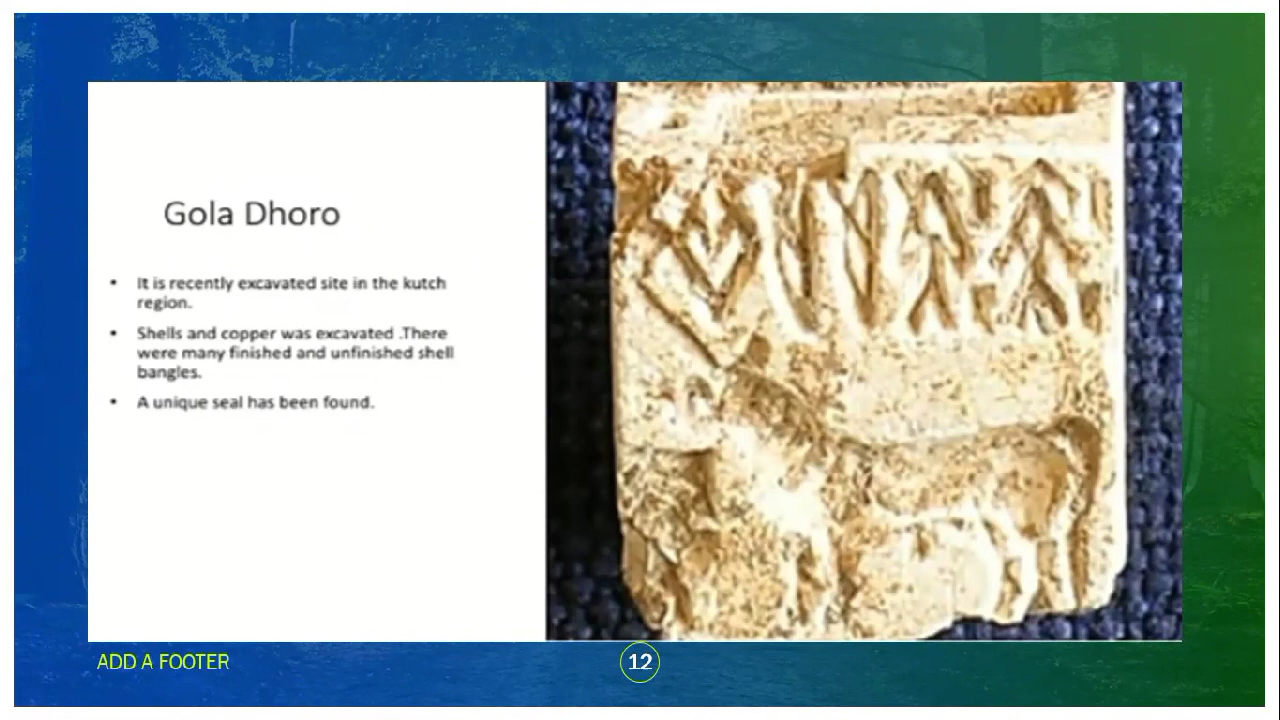 Gola Dhoro
• It is recently excavated site in the kutch
region.
• Shells and copper was excavated .There
were many finished and unfinished shell
bangles.
• A unique seal has been found.
ADD A FOOTER
12